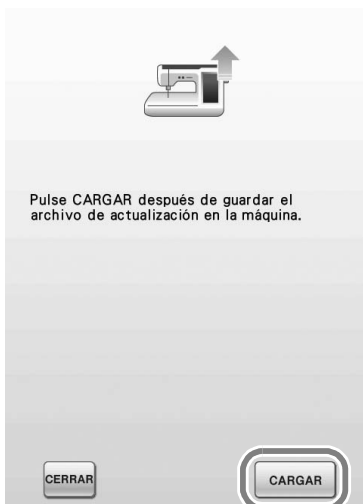 Pulse CARGAR después de guardar el
archivo de actualización en la máquina.
CERRAR
CARGAR